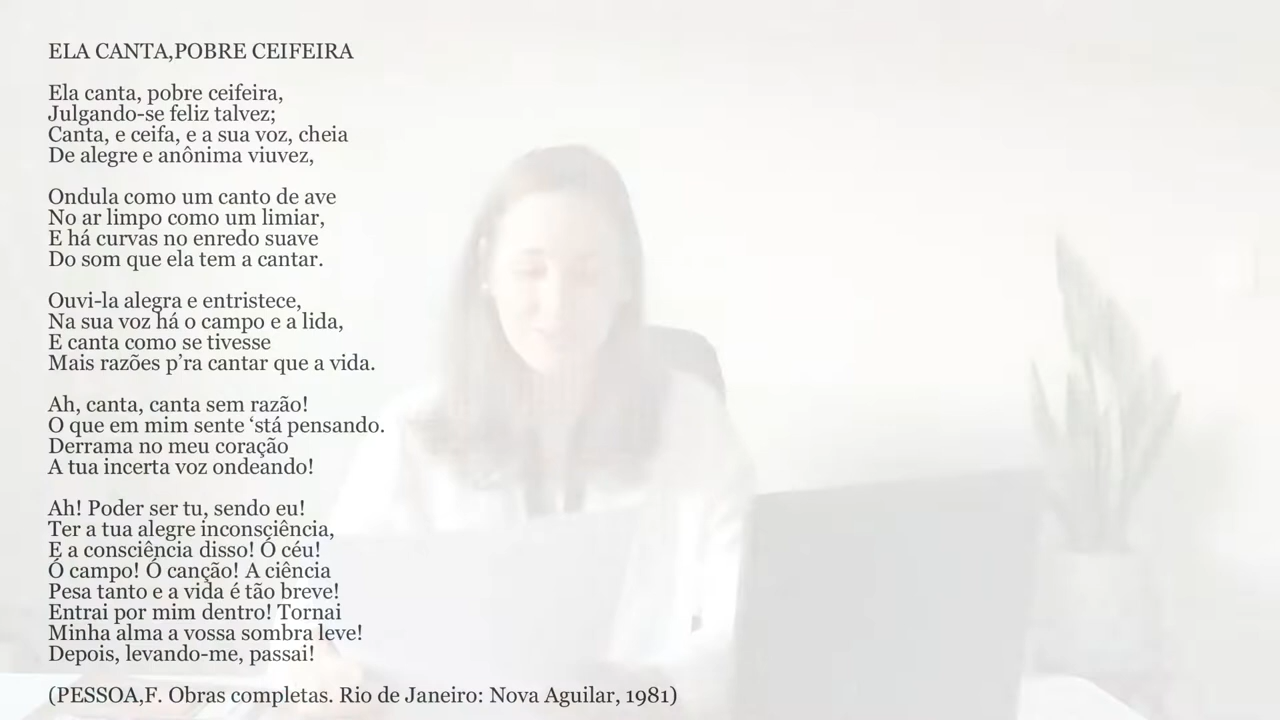 ELA CANTA,POBRE CEIFEIRA
Ela canta, pobre ceifeira,
Julgando-se feliz talvez;
Canta, e ceifa, e a sua voz, cheia
De alegre e anônima viuvez,
Ondula como um canto de ave
No ar limpo como um limiar,
E há curvas no enredo suave
Do som que ela tem a cantar.
Ouvi-la alegra e entristece,
Na sua voz há o campo e a lida,
E canta como se tivesse
Mais razões p’ra cantar que a vida.
Ah, canta, canta sem razão!
O que em mim sente ‘stá pensando.
Derrama no meu coração
A tua incerta voz ondeando!
Ah! Poder ser tu, sendo eu!
Ter a tua alegre inconsciência,
E a consciência disso! Ó céu!
Ó campo! Ó canção! A ciência
Pesa tanto e a vida é tão breve!
Entrai por mim dentro! Tornai
Minha alma a vossa sombra leve!
Depois, levando-me, passai!
(PESSOA,F. Obras completas. Rio de Janeiro: Nova Aguilar, 1981)